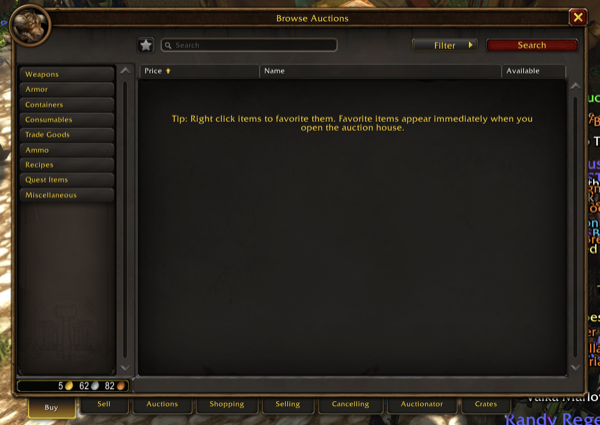 Browse Auctions
Search
Filter
Search
Price
Name
Available
Weapons
Armor
Containers
Consumables
Trade Goods
Ammo
Recipes
Quest Items
Miscellaneous
Tip: Right click items to favorite them. Favorite items appear immediately when you
open the auction house.
5 62 82
Buy
Sell
Auctions
Shopping
Selling
Cancelling
Auctionator
Crates
Randy